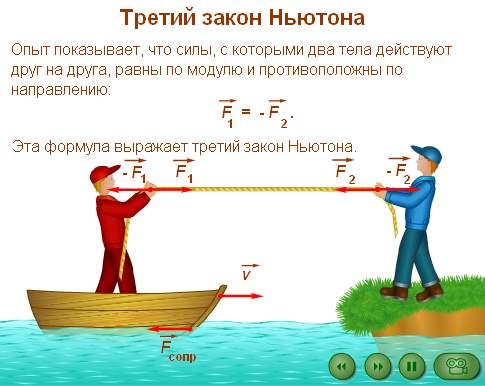 Третий закон Ньютона
Опыт показывает, что силы, с которыми два тела действуют
друг на друга, равны по модулю и противоположны по
направлению:
F₁ = - F₂ .
Эта формула выражает третий закон Ньютона.
- F₁ F₁ F₂ - F₂
v
Fсопр